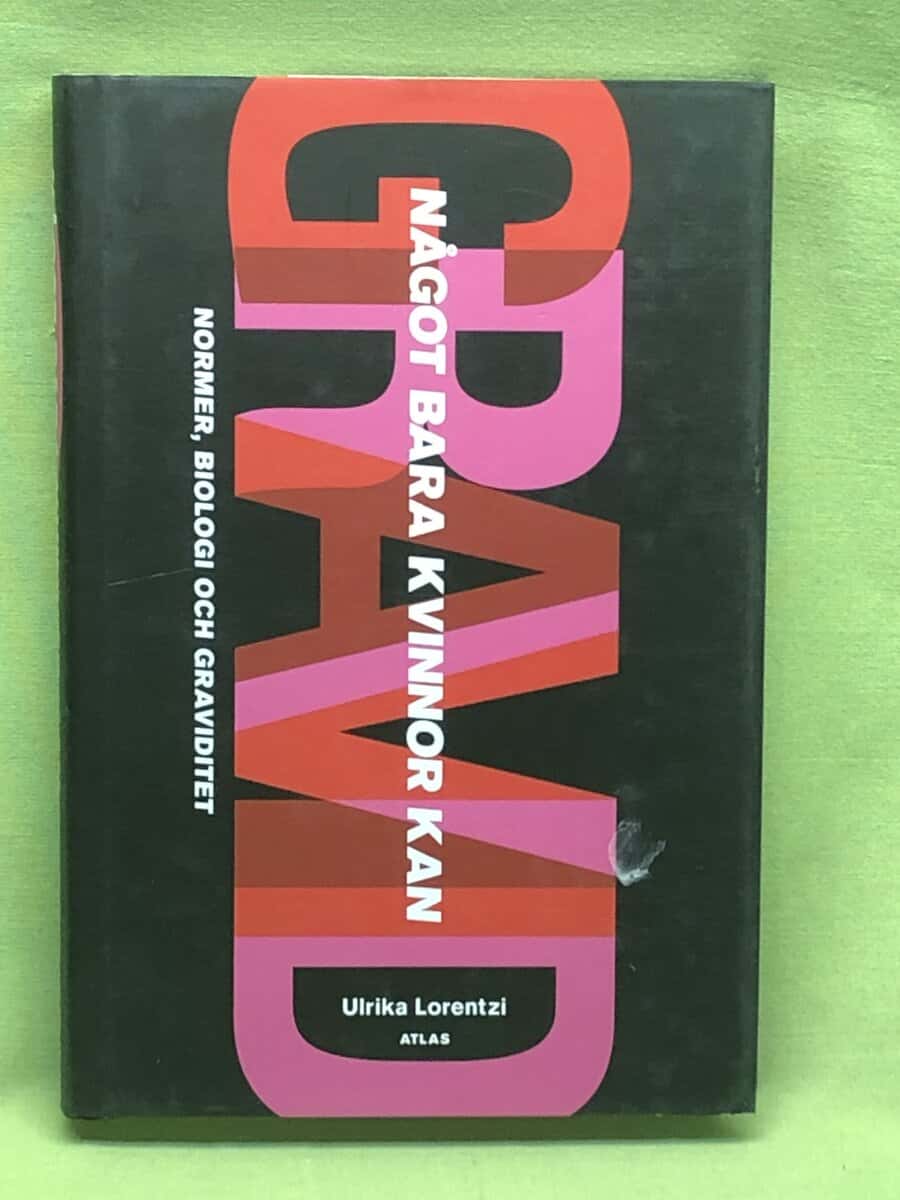 GRAVID
NÅGOT BARA KVINNOR KAN
NORMER, BIOLOGI OCH GRAVIDITET
Ulrika Lorentzi
ATLAS